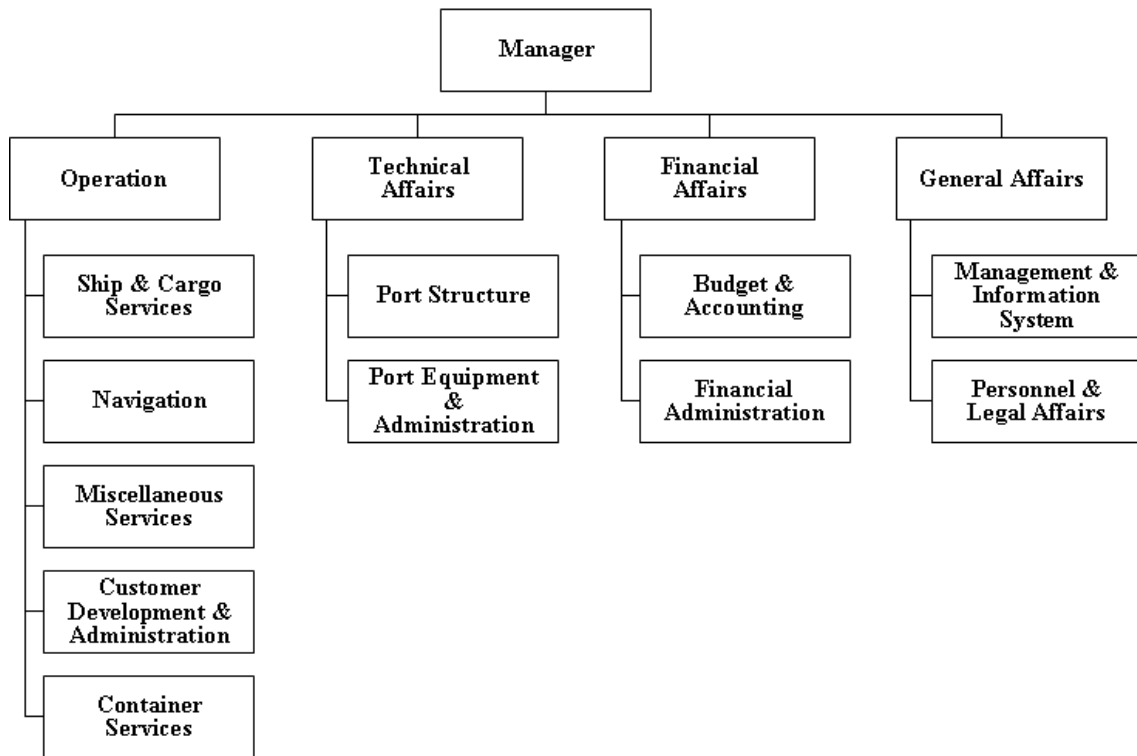 Manager
Operation
Technical
Affairs
Financial
Affairs
General Affairs
Ship & Cargo
Services
Port Structure
Budget &
Accounting
Management &
Information
System
Navigation
Port Equipment
&
Administration
Financial
Administration
Personnel &
Legal Affairs
Miscellaneous
Services
Customer
Development &
Administration
Container
Services